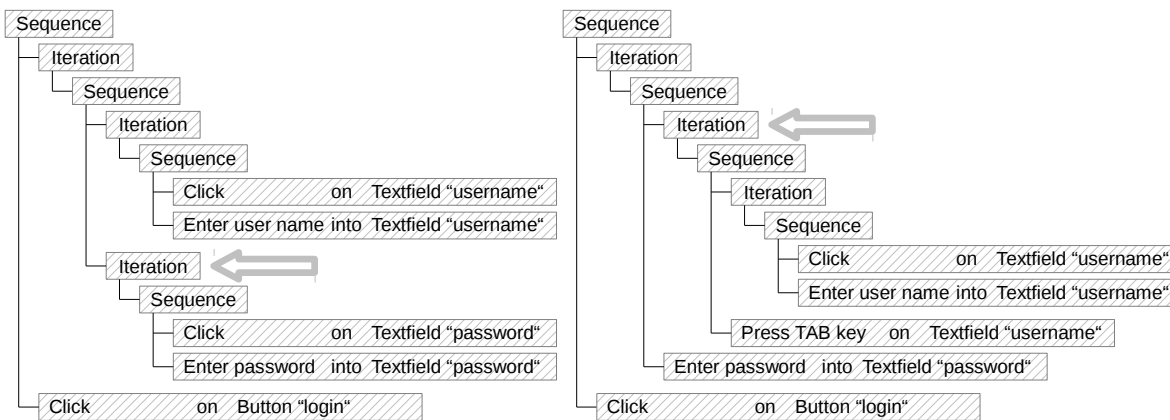 Sequence
Iteration
Sequence
Iteration
Sequence
Click on Textfield “username“
Enter user name into Textfield “username“
Iteration
Sequence
Click on Textfield “password“
Enter password into Textfield “password“
Click on Button “login“
Sequence
Iteration
Sequence
Iteration
Sequence
Iteration
Sequence
Click on Textfield “username“
Enter user name into Textfield “username“
Press TAB key on Textfield “username“
Enter password into Textfield “password“
Click on Button “login“